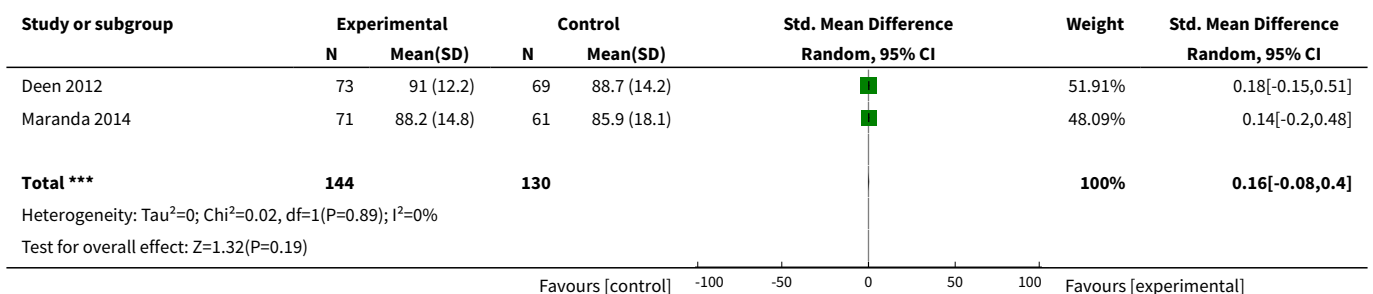 Study or subgroup Experimental Control Std. Mean Difference Weight Std. Mean Difference
N Mean(SD) N Mean(SD) Random, 95% CI Random, 95% CI
Deen 2012 73 91 (12.2) 69 88.7 (14.2) 51.91% 0.18[-0.15,0.51]
Maranda 2014 71 88.2 (14.8) 61 85.9 (18.1) 48.09% 0.14[-0.2,0.48]
Total *** 144 130 100% 0.16[-0.08,0.4]
Heterogeneity: Tau²=0; Chi²=0.02, df=1(P=0.89); I²=0%
Test for overall effect: Z=1.32(P=0.19)
Favours [control] -100 -50 0 50 100 Favours [experimental]